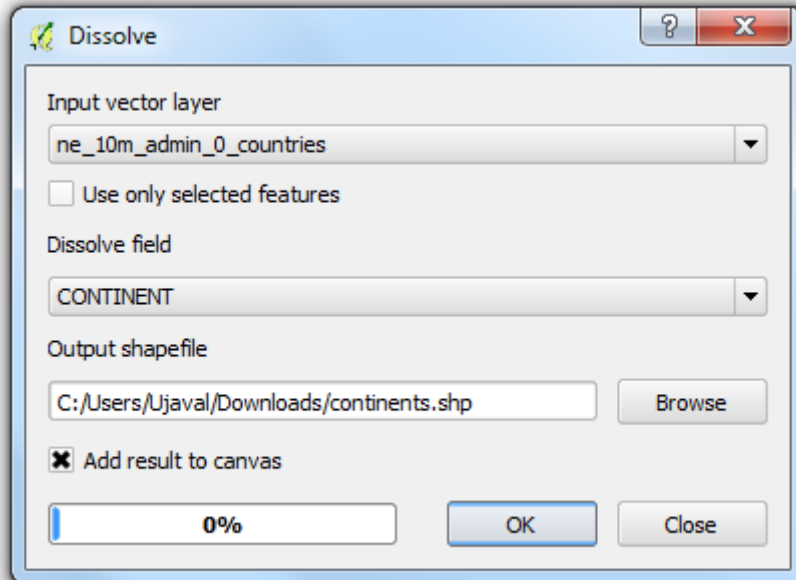 Dissolve
Input vector layer
ne_10m_admin_0_countries
Use only selected features
Dissolve field
CONTINENT
Output shapefile
C:/Users/Ujaval/Downloads/continents.shp Browse
Add result to canvas
0% OK Close